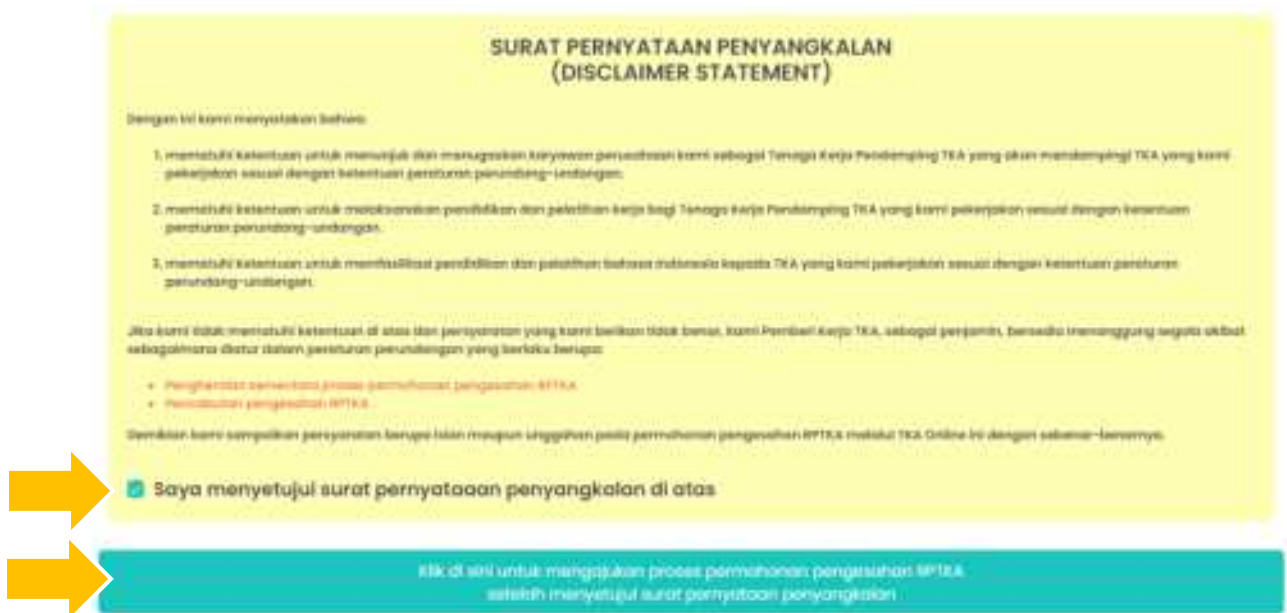 SURAT PERNYATAAN PENYANGKALAN
(DISCLAIMER STATEMENT)
Dengan ini kami menyatakan bahwa:
1. mematuhi ketentuan untuk menunjuk dan menugaskan karyawan perusahaan kami sebagai Tenaga Kerja Pendamping TKA yang akan mendampingi TKA yang kami
pekerjakan sesuai dengan ketentuan peraturan perundang-undangan.
2. mematuhi ketentuan untuk melaksanakan pendidikan dan pelatihan kerja bagi Tenaga Kerja Pendamping TKA yang kami pekerjakan sesuai dengan ketentuan
peraturan perundang-undangan.
3. mematuhi ketentuan untuk memfasilitasi pendidikan dan pelatihan bahasa Indonesia kepada TKA yang kami pekerjakan sesuai dengan ketentuan peraturan
perundang-undangan.
Jika kami tidak mematuhi ketentuan di atas dan persyaratan yang kami berikan tidak benar, kami Pemberi Kerja TKA, sebagai penjamin, bersedia menanggung segala akibat
sebagaimana diatur dalam peraturan perundangan yang berlaku berupa:
• Penghentian sementara proses permohonan pengesahan RPTKA
• Pencabutan pengesahan RPTKA
Demikian kami sampaikan persyaratan berupa isian maupun unggahan pada permohonan pengesahan RPTKA melalui TKA Online ini dengan sebenar-benarnya.
Saya menyetujui surat pernyataaan penyangkalan di atas
Klik di sini untuk mengajukan proses permohonan pengesahan RPTKA
setelah menyetujui surat pernyataan penyangkalan